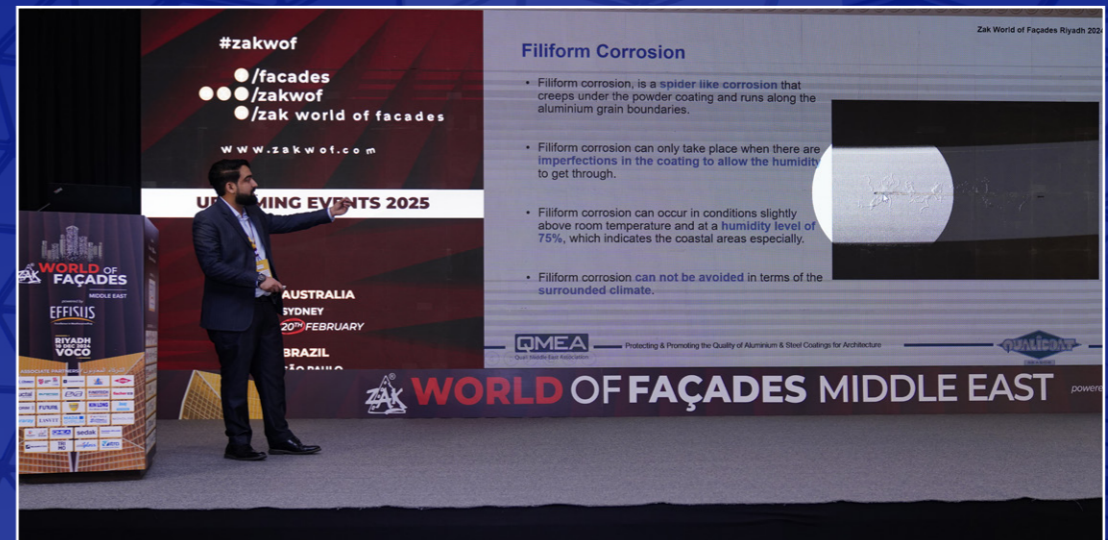 #zakwof
/facades
/zakwof
/zak world of facades
www.zakwof.com
EVENTS 2025
AUSTRALIA
SYDNEY
20TH FEBRUARY
BRAZIL
Zak World of Façades Riyadh 2024
Filiform Corrosion
• Filiform corrosion, is a spider like corrosion that
creeps under the powder coating and runs along the
aluminium grain boundaries.
• Filiform corrosion can only take place when there are
imperfections in the coating to allow the humidity
to get through.
• Filiform corrosion can occur in conditions slightly
above room temperature and at a humidity level of
75%, which indicates the coastal areas especially.
• Filiform corrosion can not be avoided in terms of the
surrounded climate.
QMEA
Protecting & Promoting the Quality of Aluminium & Steel Coatings for Architecture
QUALICOAT
ZAK WORLD OF FAÇADES MIDDLE EAST
ZAK WORLD OF
FAÇADES
MIDDLE EAST
EFFISUS
RIYADH
VOCO
sedak